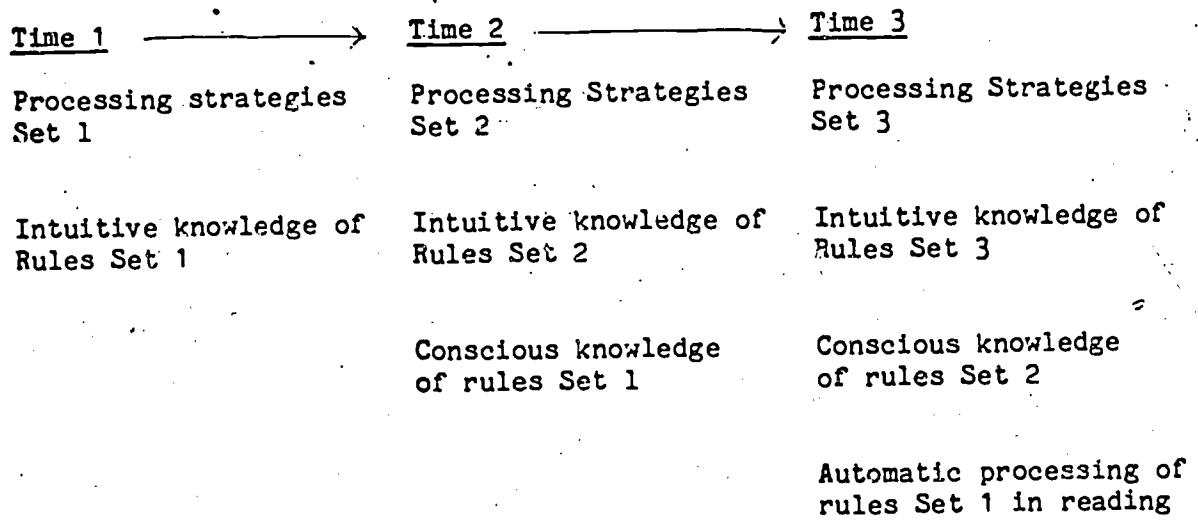 Time 1 Time 2 Time 3
Processing strategies Processing Strategies Processing Strategies
Set 1 Set 2 Set 3
Intuitive knowledge of Intuitive knowledge of Intuitive knowledge of
Rules Set 1 Rules Set 2 Rules Set 3
Conscious knowledge Conscious knowledge
of rules Set 1 of rules Set 2
Automatic processing of
rules Set 1 in reading